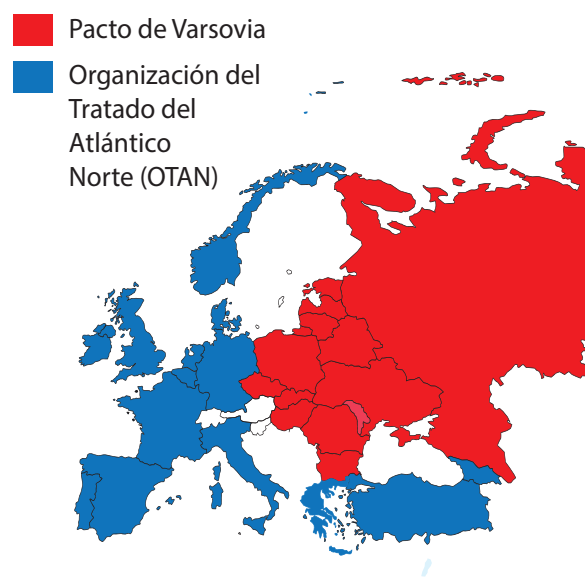 Pacto de Varsovia
Organización del
Tratado del
Atlántico
Norte (OTAN)